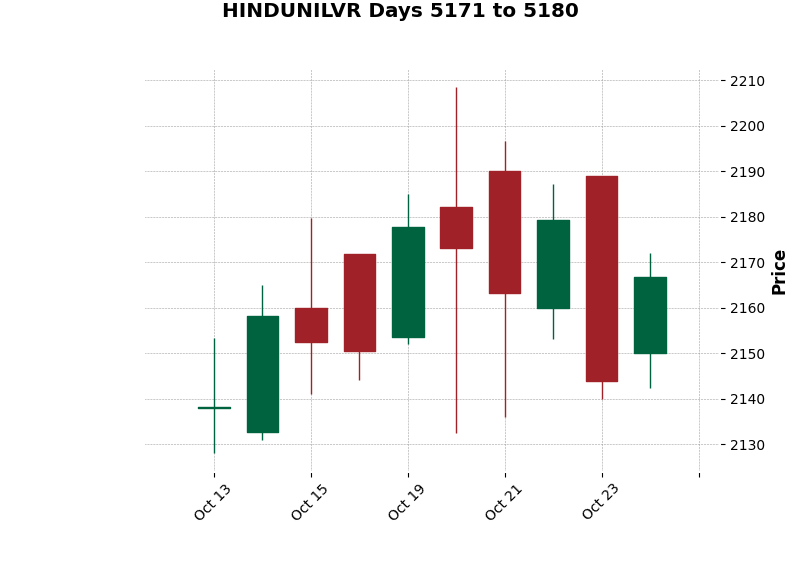 HINDUNILVR Days 5171 to 5180
2210
2200
2190
2180
2170
2160
2150
2140
2130
Price
Oct 13
Oct 15
Oct 19
Oct 21
Oct 23